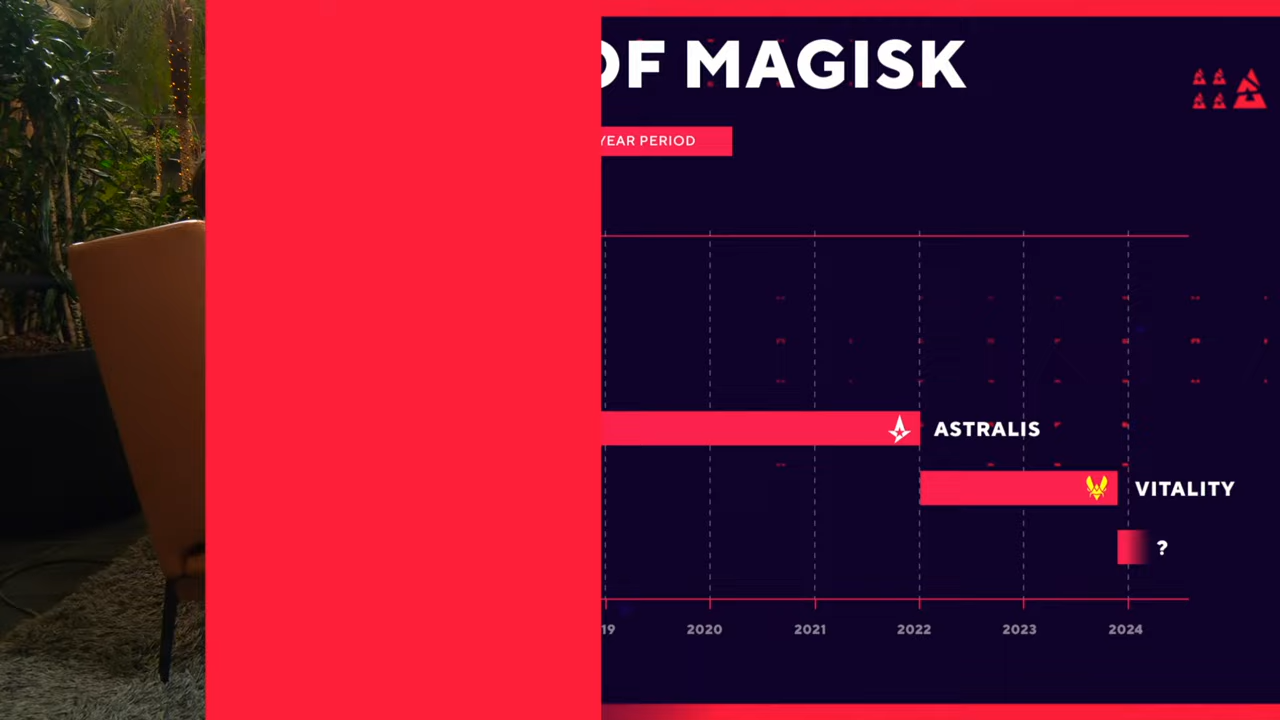 OF MAGISK
YEAR PERIOD
ASTRALIS
VITALITY
?
19 2020 2021 2022 2023 2024